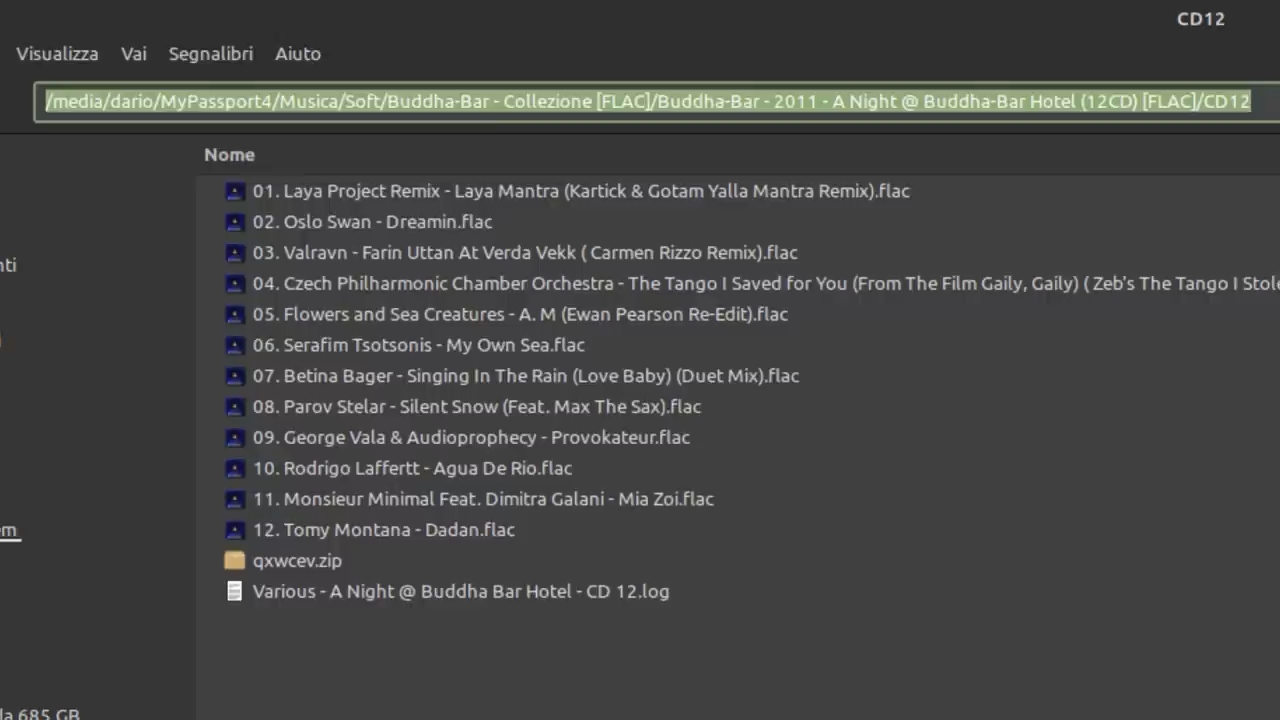 CD12
Visualizza Vai Segnalibri Aiuto
/media/dario/MyPassport4/Musica/Soft/Buddha-Bar - Collezione [FLAC]/Buddha-Bar - 2011 - A Night @ Buddha-Bar Hotel (12CD) [FLAC]/CD12
Nome
01. Laya Project Remix - Laya Mantra (Kartick & Gotam Yalla Mantra Remix).flac
02. Oslo Swan - Dreamin.flac
03. Valravn - Farin Uttan At Verda Vekk ( Carmen Rizzo Remix).flac
nti
04. Czech Philharmonic Chamber Orchestra - The Tango I Saved for You (From The Film Gaily, Gaily) ( Zeb's The Tango I Stole
05. Flowers and Sea Creatures - A. M (Ewan Pearson Re-Edit).flac
06. Serafim Tsotsonis - My Own Sea.flac
07. Betina Bager - Singing In The Rain (Love Baby) (Duet Mix).flac
08. Parov Stelar - Silent Snow (Feat. Max The Sax).flac
09. George Vala & Audioprophecy - Provokateur.flac
10. Rodrigo Laffertt - Agua De Rio.flac
11. Monsieur Minimal Feat. Dimitra Galani - Mia Zoi.flac
12. Tomy Montana - Dadan.flac
em
qxwcev.zip
Various - A Night @ Buddha Bar Hotel - CD 12.log
la 685 GB